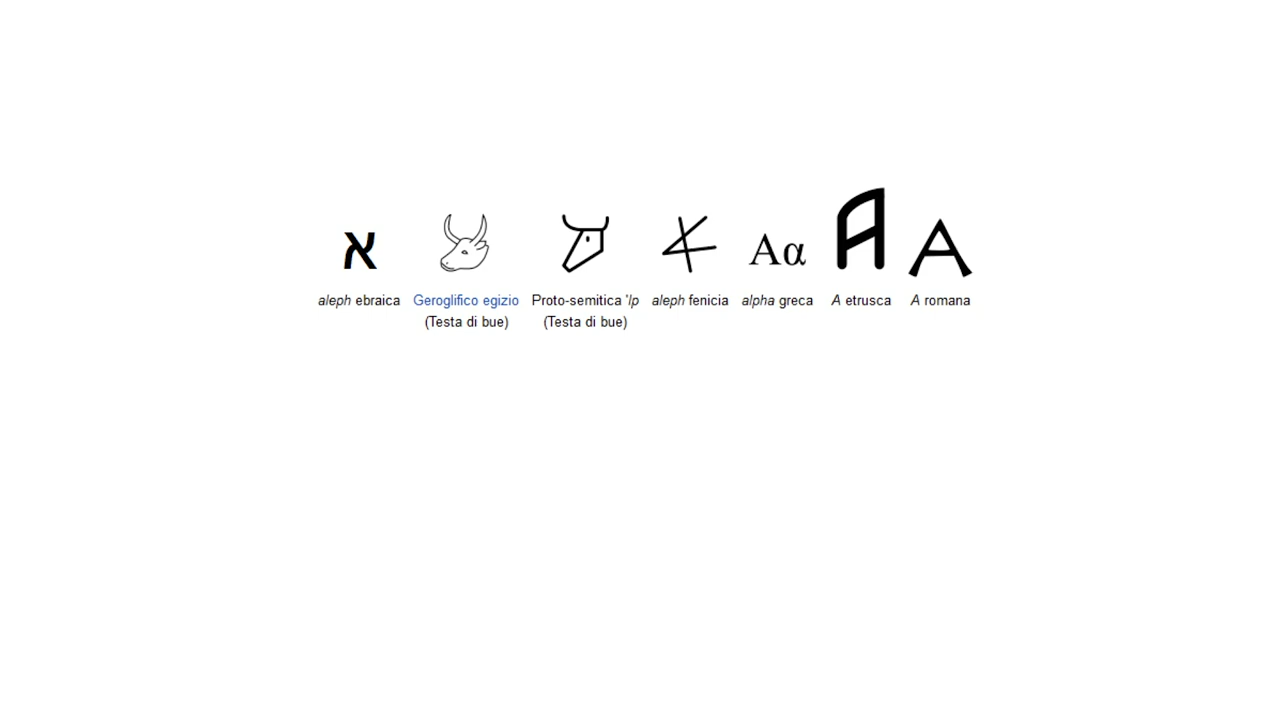 א Aα A A
aleph ebraica Geroglifico egizio Proto-semitica 'lp aleph fenicia alpha greca A etrusca A romana
(Testa di bue) (Testa di bue)